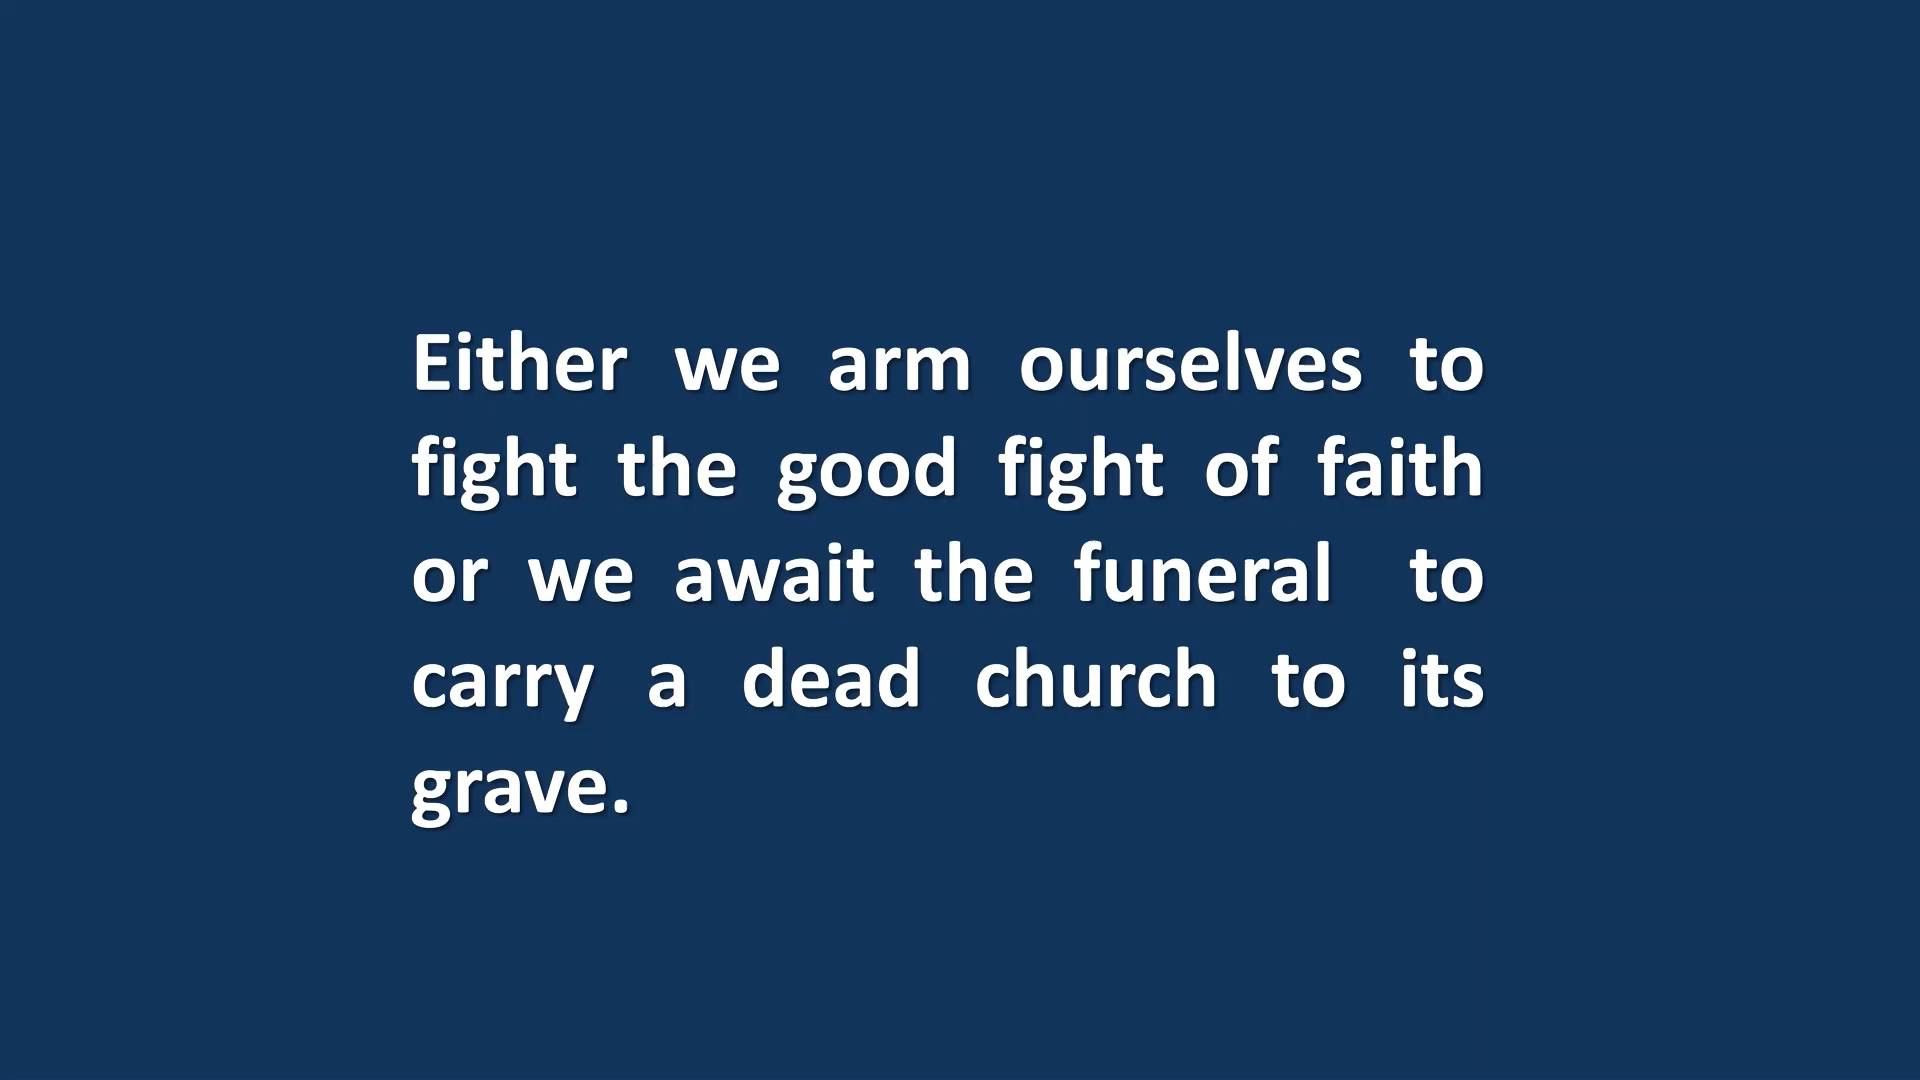 Either we arm ourselves to
fight the good fight of faith
or we await the funeral to
carry a dead church to its
grave.